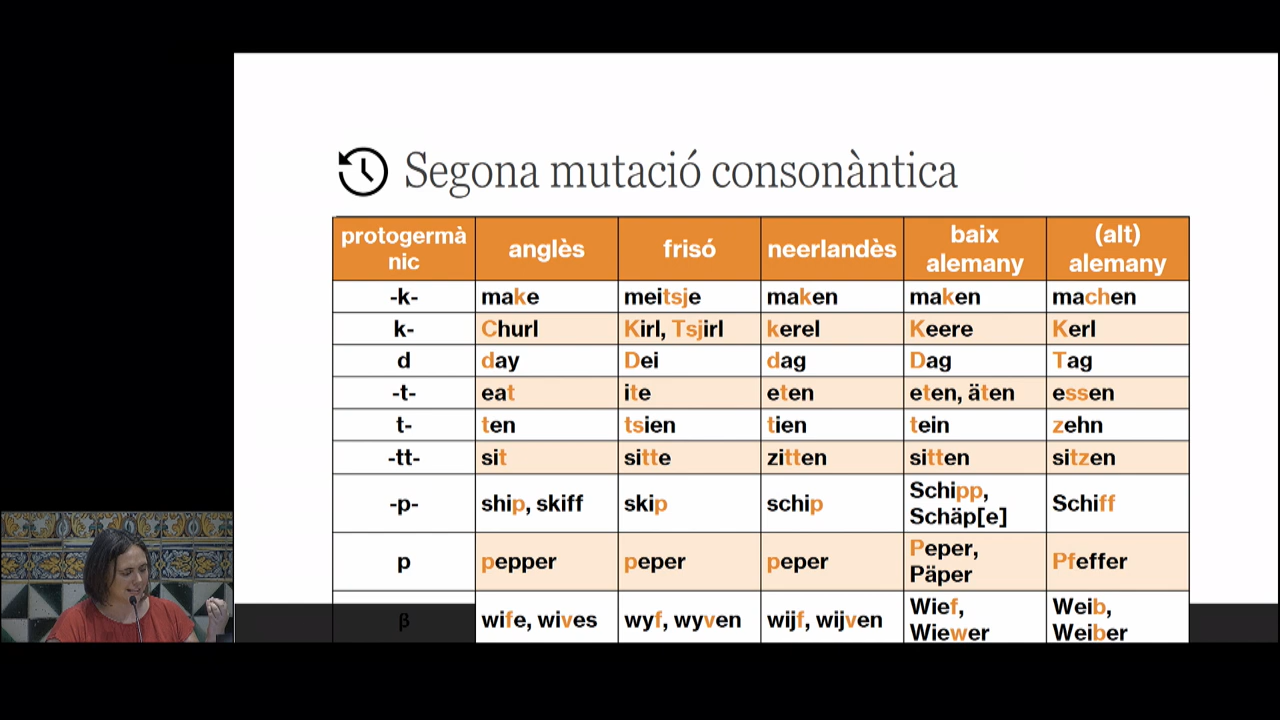 Segona mutació consonàntica
protogermà
nic
anglès
frisó
neerlandès
baix
alemany
(alt)
alemany
-k-
make
meitsje
maken
maken
machen
k-
Churl
Kirl, Tsjirl
kerel
Keere
Kerl
d
day
Dei
dag
Dag
Tag
-t-
eat
ite
eten
eten, äten
essen
t-
ten
tsien
tien
tein
zehn
-tt-
sit
sitte
zitten
sitten
sitzen
-p-
ship, skiff
skip
schip
Schipp,
Schäp[e]
Schiff
p
pepper
peper
peper
Peper,
Päper
Pfeffer
β
wife, wives
wyf, wyven
wijf, wijven
Wief,
Wiewer
Weib,
Weiber